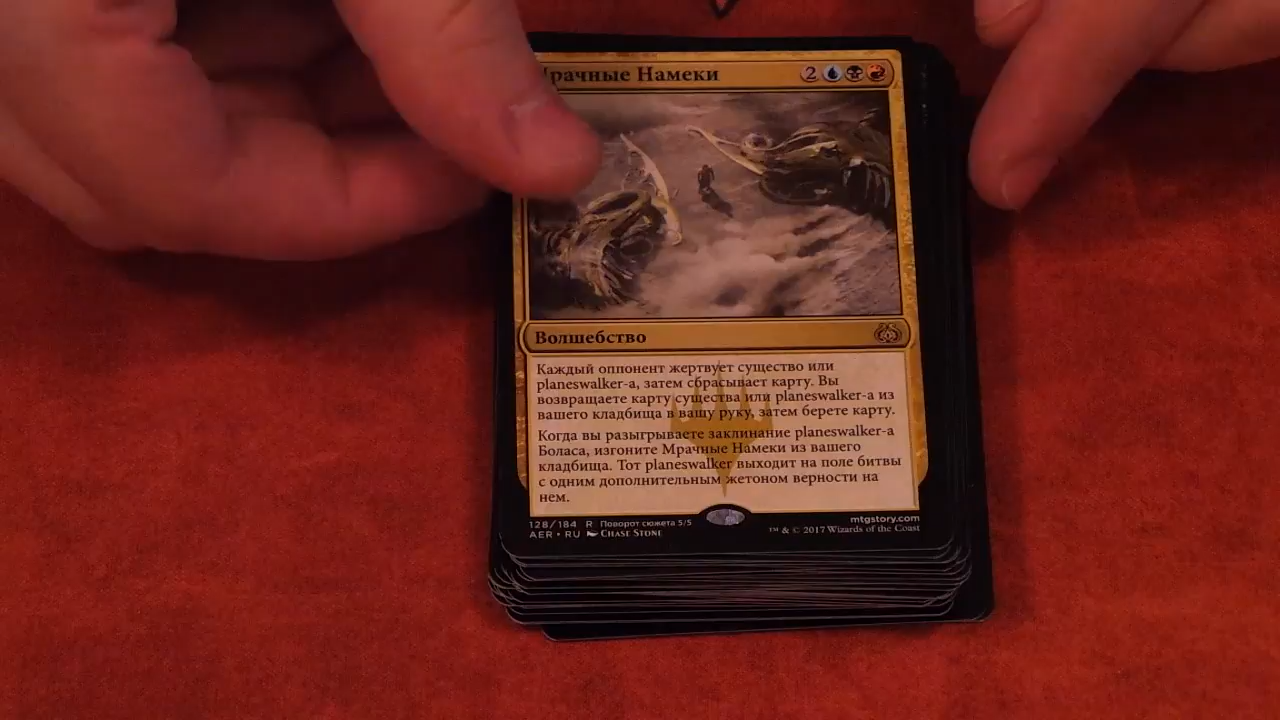 Мрачные Намеки
2
Волшебство
Каждый оппонент жертвует существо или
planeswalker-а, затем сбрасывает карту. Вы
возвращаете карту существа или planeswalker-а из
вашего кладбища в вашу руку, затем берете карту.
Когда вы разыгрываете заклинание planeswalker-а
Боласа, изгоните Мрачные Намеки из вашего
кладбища. Тот planeswalker выходит на поле битвы
с одним дополнительным жетоном верности на
нем.
128/184 R Поворот сюжета 5/5
mtgstory.com
AER • RU Chase Stone
™ & © 2017 Wizards of the Coast